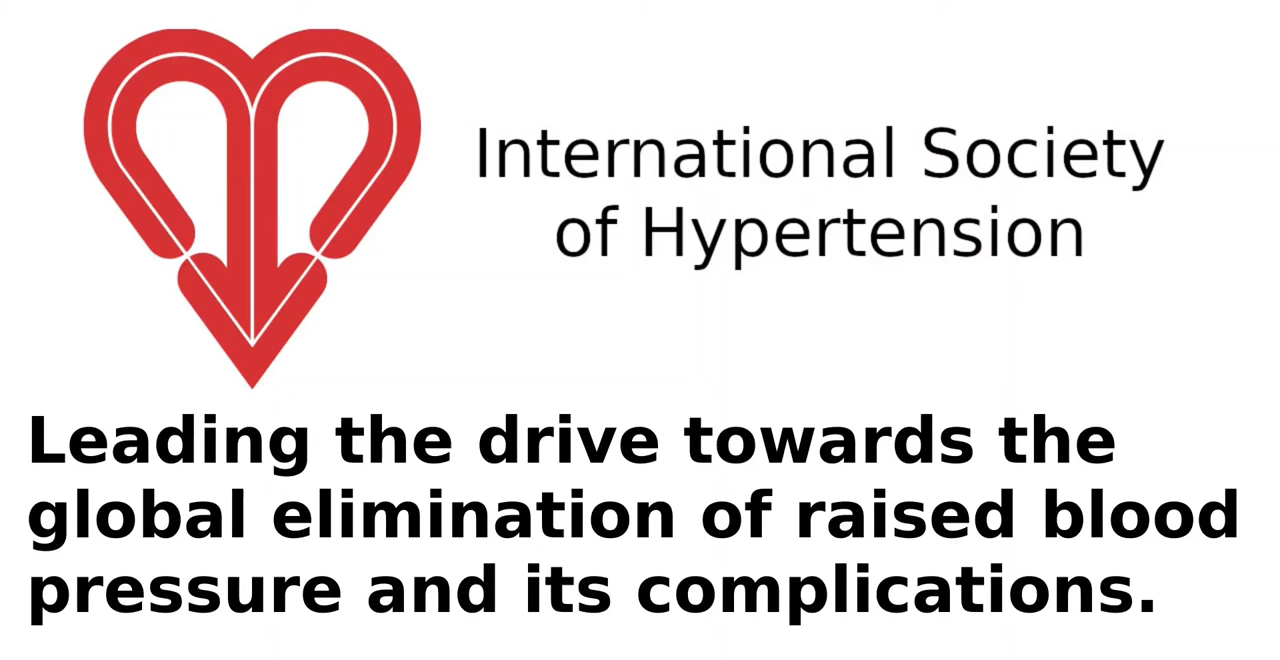 International Society
of Hypertension
Leading the drive towards the
global elimination of raised blood
pressure and its complications.